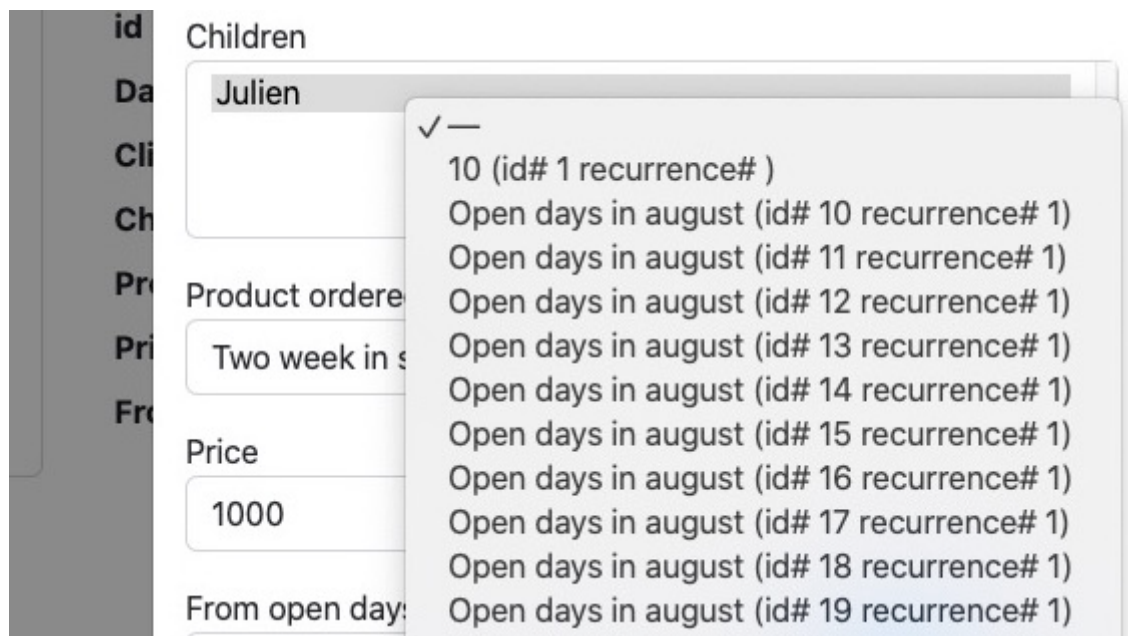 id
Da
Cli
Ch
Pr
Pri
Fro
Children
Julien
Product ordere
Two week in s
Price
1000
From open days
✓ —
10 (id# 1 recurrence# )
Open days in august (id# 10 recurrence# 1)
Open days in august (id# 11 recurrence# 1)
Open days in august (id# 12 recurrence# 1)
Open days in august (id# 13 recurrence# 1)
Open days in august (id# 14 recurrence# 1)
Open days in august (id# 15 recurrence# 1)
Open days in august (id# 16 recurrence# 1)
Open days in august (id# 17 recurrence# 1)
Open days in august (id# 18 recurrence# 1)
Open days in august (id# 19 recurrence# 1)